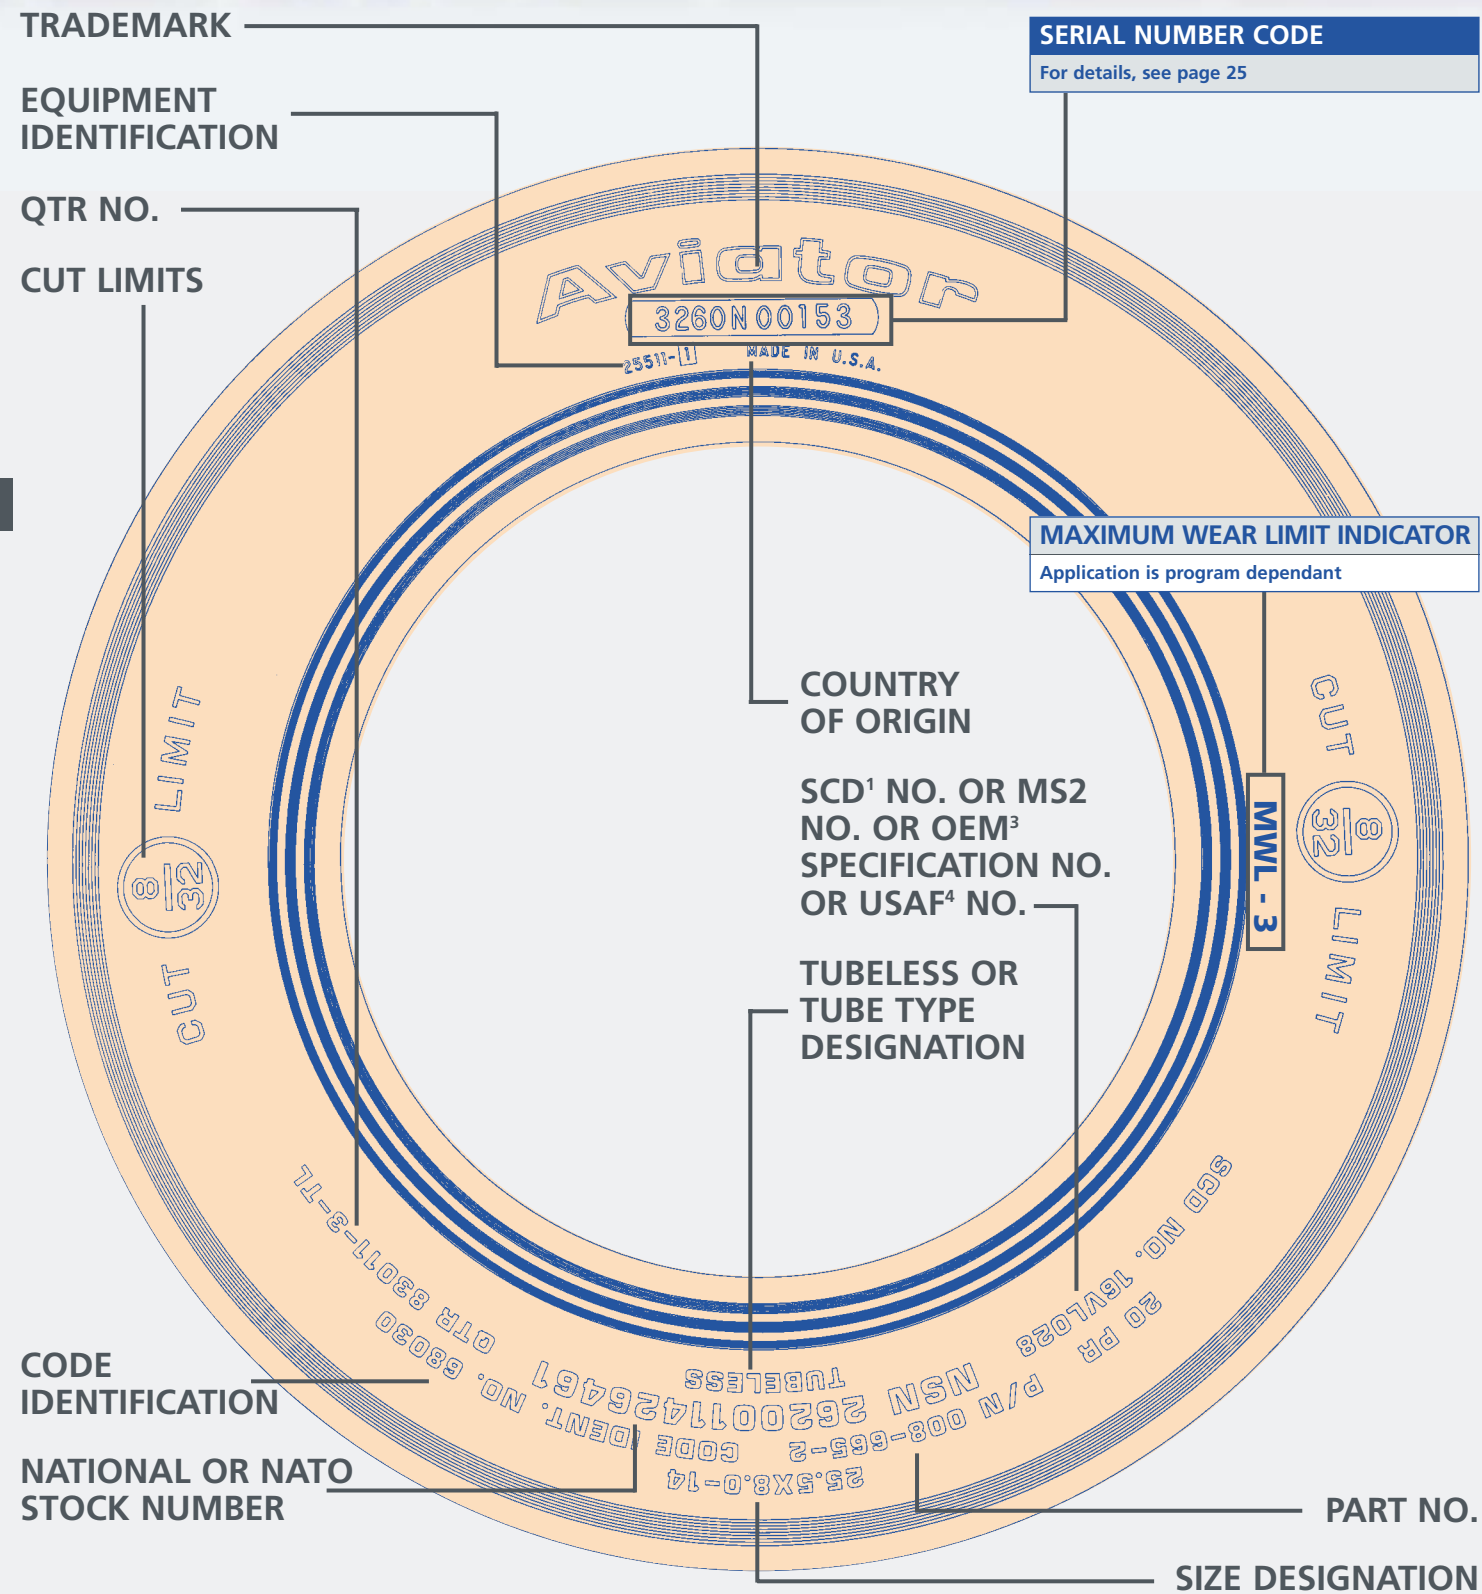 TRADEMARK
SERIAL NUMBER CODE
For details, see page 25
EQUIPMENT
IDENTIFICATION
QTR NO.
CUT LIMITS
Aviator
3260N00153
25511-1
MADE IN U.S.A.
MAXIMUM WEAR LIMIT INDICATOR
Application is program dependant
COUNTRY
OF ORIGIN
SCD¹ NO. OR MS2
NO. OR OEM³
SPECIFICATION NO.
OR USAF⁴ NO.
TUBELESS OR
TUBE TYPE
DESIGNATION
CUT 8/32 LIMIT
MWL - 3
CUT 8/32 LIMIT
SCD NO. 16VL028
20 PR
QTR 83011-3-TL
TUBELESS
NSN 2620011426461
P/N 008-665-2
CODE IDENT. NO. 68030
25.5X8.0-14
CODE
IDENTIFICATION
NATIONAL OR NATO
STOCK NUMBER
PART NO.
SIZE DESIGNATION